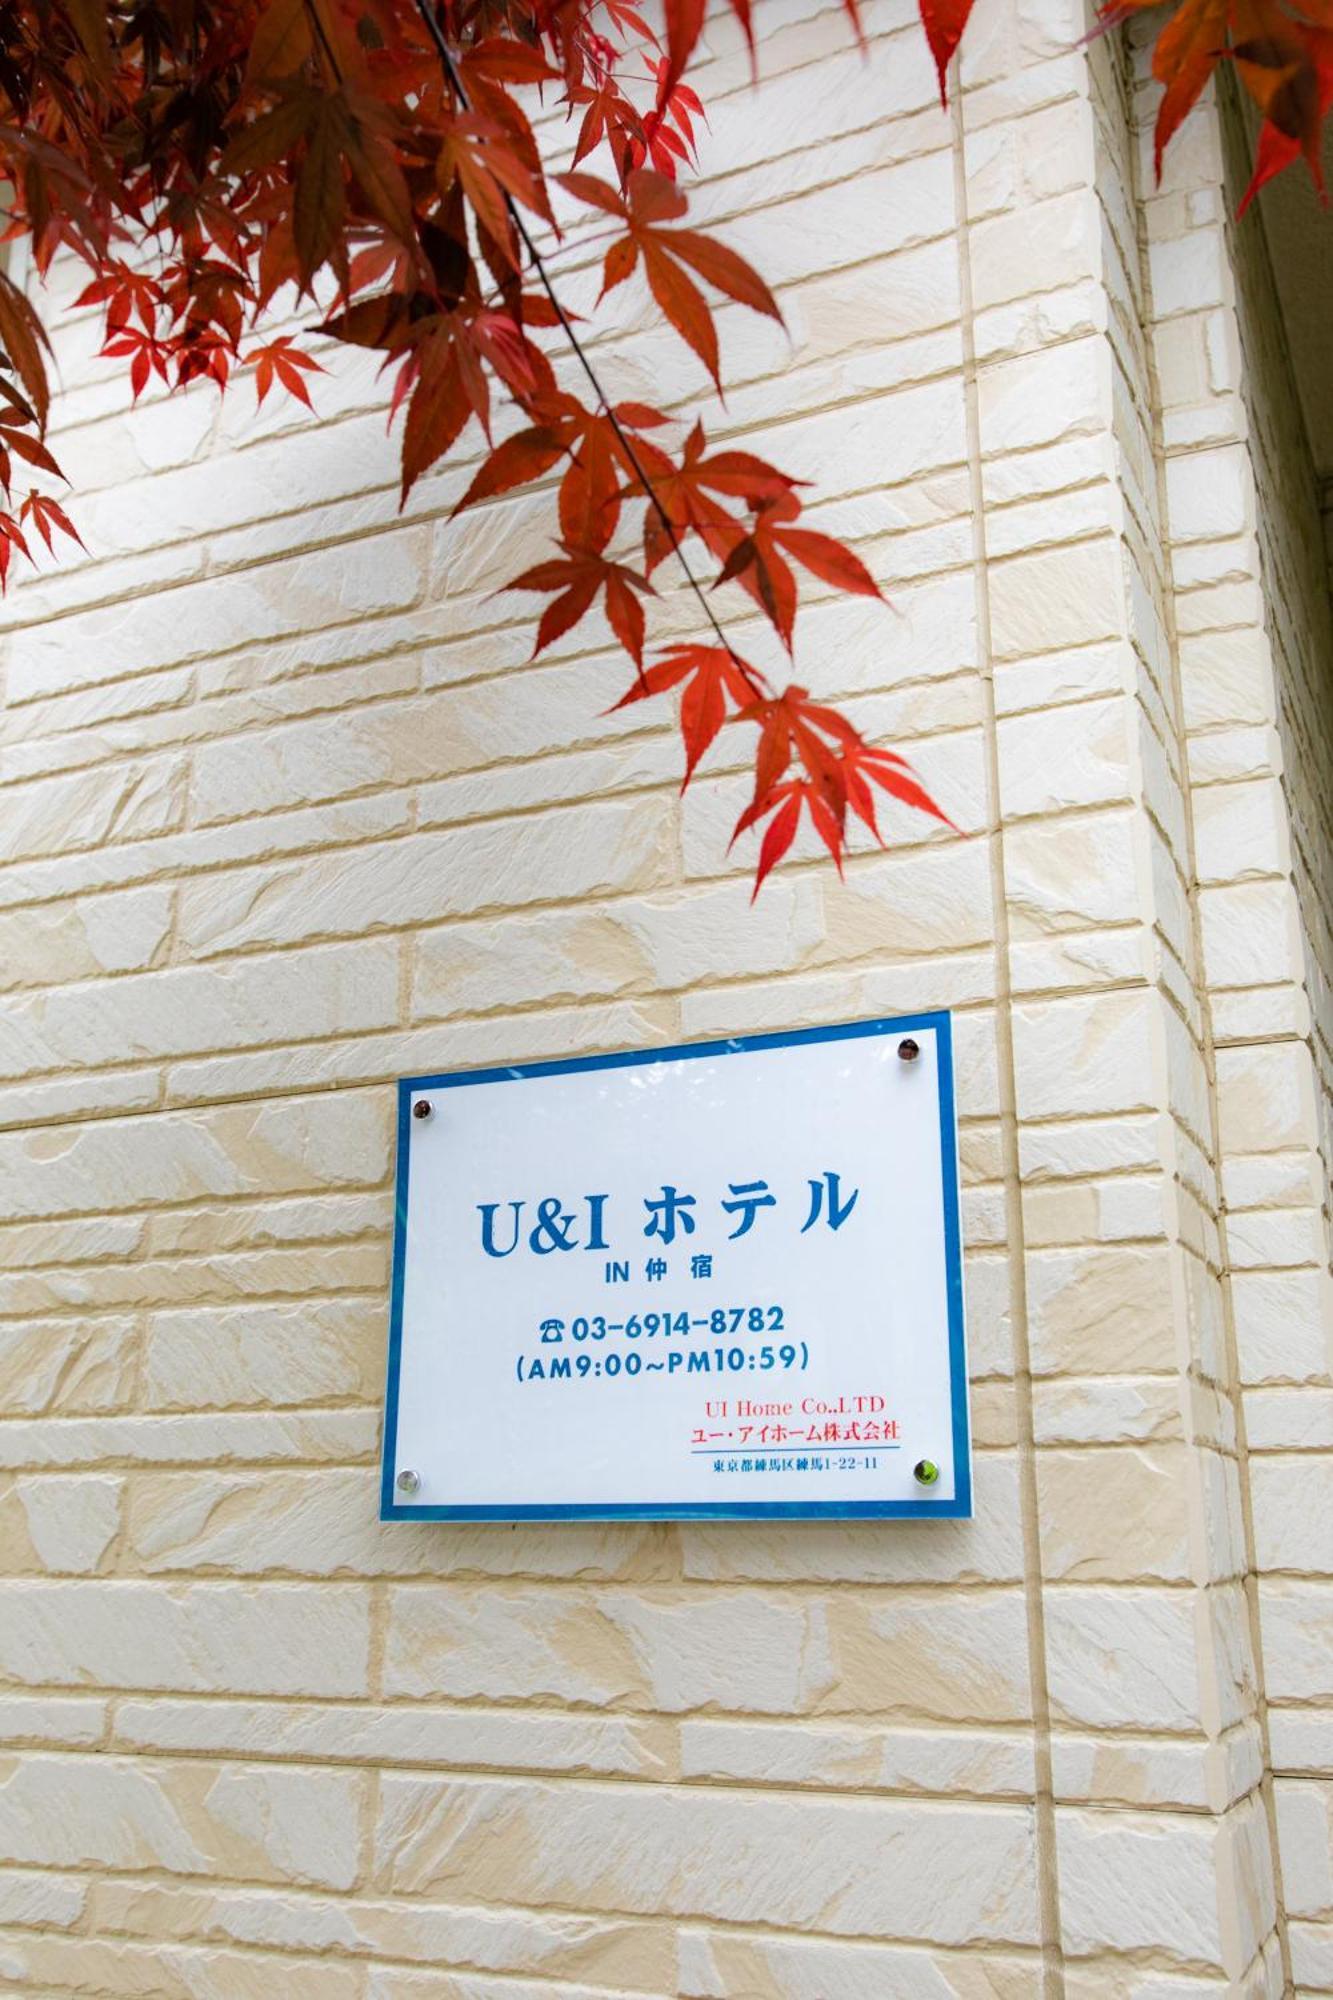 U&I ホテル
IN 仲 宿
☎03-6914-8782
(AM9:00~PM10:59)
UI Home Co.,LTD
ユー・アイホーム株式会社
東京都練馬区練馬1-22-11